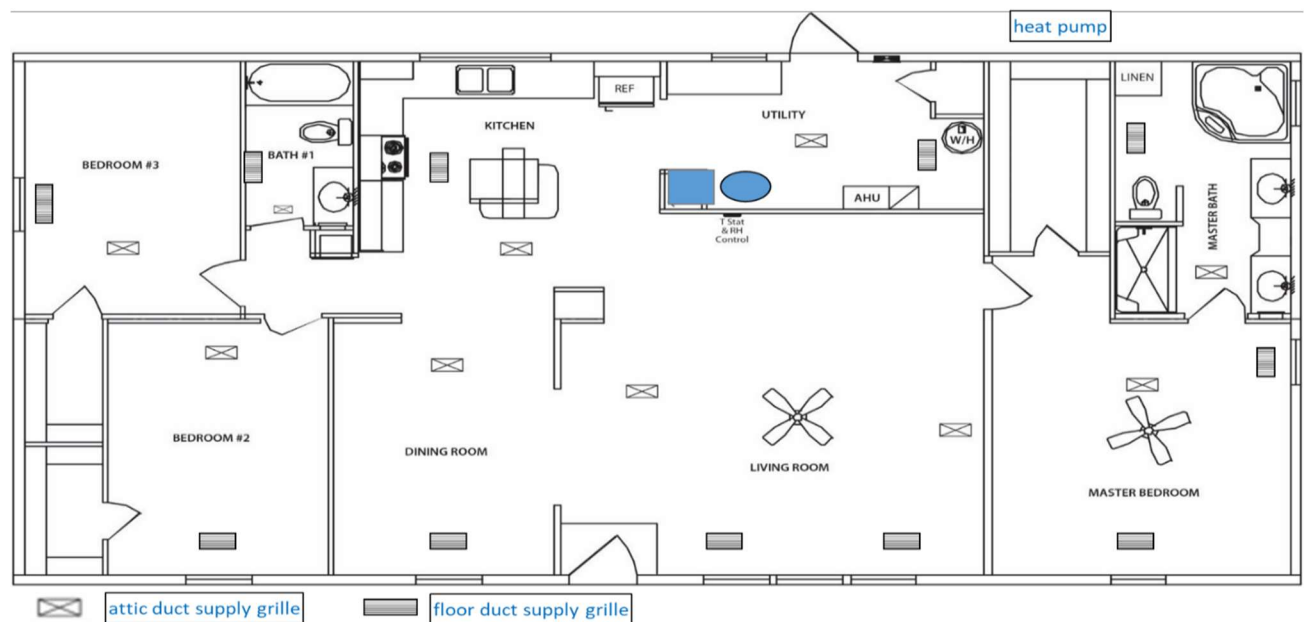 heat pump
LINEN
REF
UTILITY
KITCHEN
W/H
BATH #1
BEDROOM #3
AHU
MASTER BATH
T Stat
& RH
Control
BEDROOM #2
DINING ROOM
LIVING ROOM
MASTER BEDROOM
attic duct supply grille
floor duct supply grille